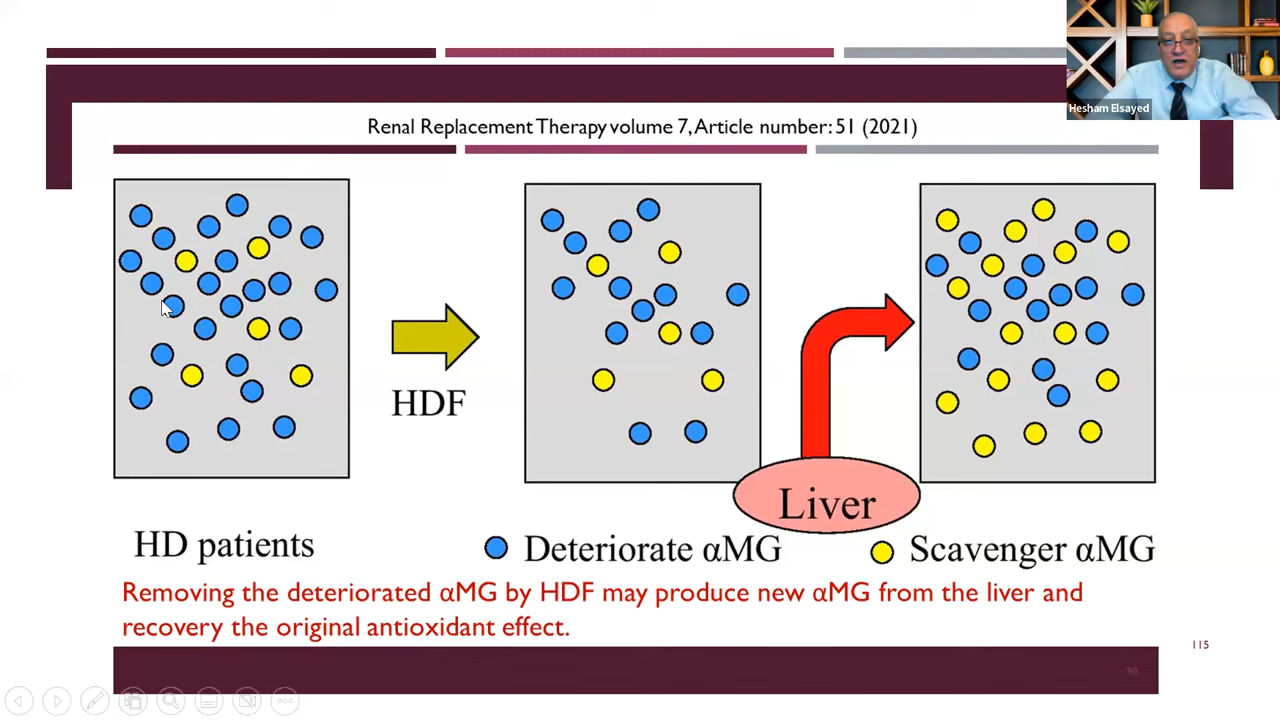 Hesham Elsayed
Renal Replacement Therapy volume 7, Article number: 51 (2021)
HDF
Liver
HD patients
Deteriorate αMG
Scavenger αMG
Removing the deteriorated αMG by HDF may produce new αMG from the liver and
recovery the original antioxidant effect.
115
90